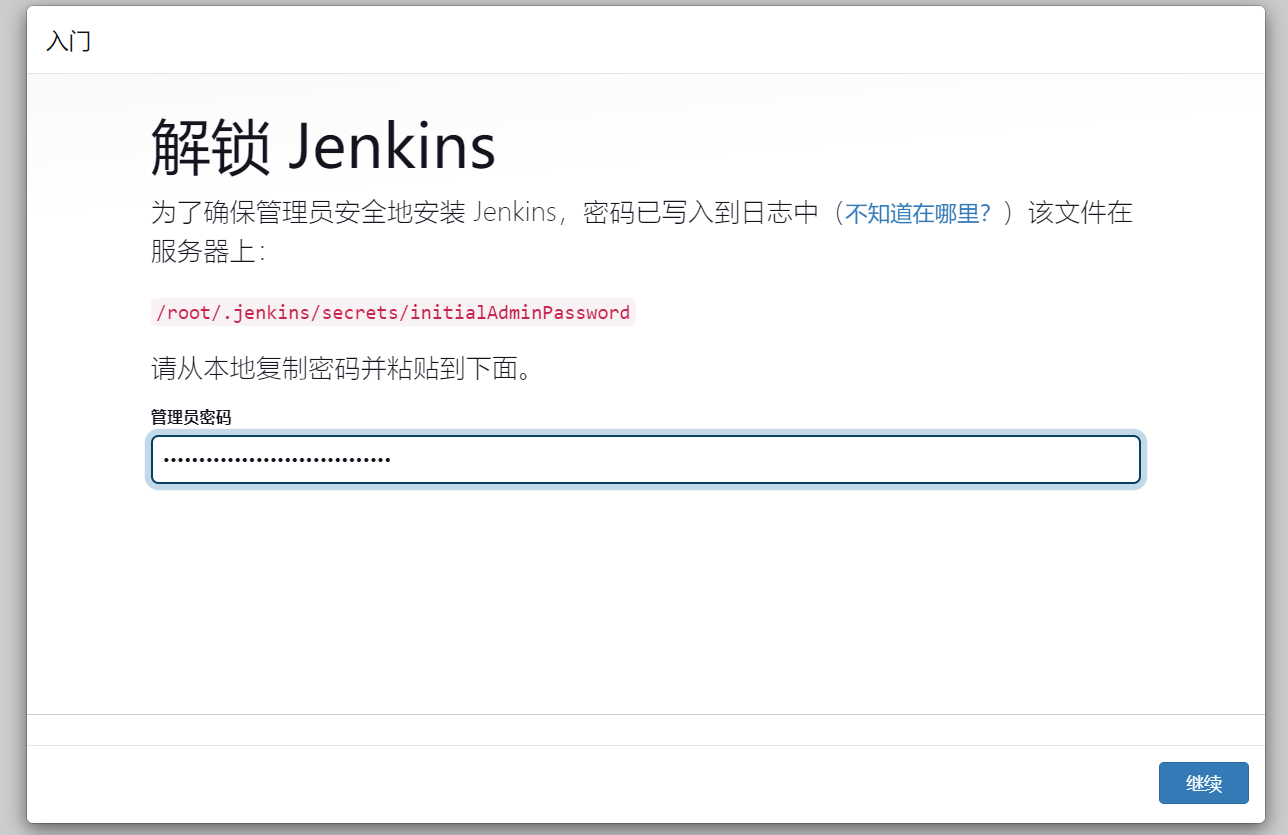 入门
解锁 Jenkins
为了确保管理员安全地安装 Jenkins，密码已写入到日志中（不知道在哪里？）该文件在
服务器上：
/root/.jenkins/secrets/initialAdminPassword
请从本地复制密码并粘贴到下面。
管理员密码
••••••••••••••••••••••••••••••••
继续